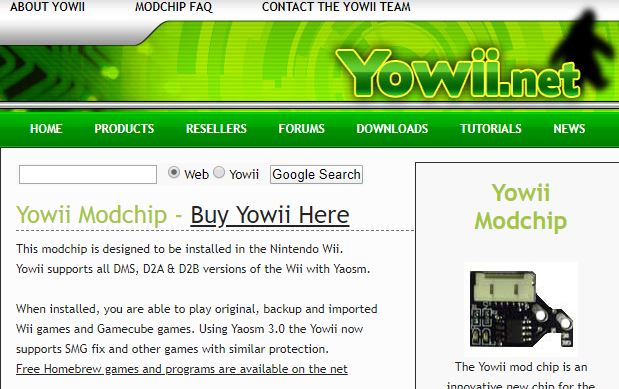 ABOUT YOWII MODCHIP FAQ CONTACT THE YOWII TEAM
Yowii.net
HOME PRODUCTS RESELLERS FORUMS DOWNLOADS TUTORIALS NEWS
Web Yowii Google Search
Yowii Modchip - Buy Yowii Here
This modchip is designed to be installed in the Nintendo Wii.
Yowii supports all DMS, D2A & D2B versions of the Wii with Yaosm.
When installed, you are able to play original, backup and imported
Wii games and Gamecube games. Using Yaosm 3.0 the Yowii now
supports SMG fix and other games with similar protection.
Free Homebrew games and programs are available on the net
Yowii
Modchip
The Yowii mod chip is an
innovative new chip for the